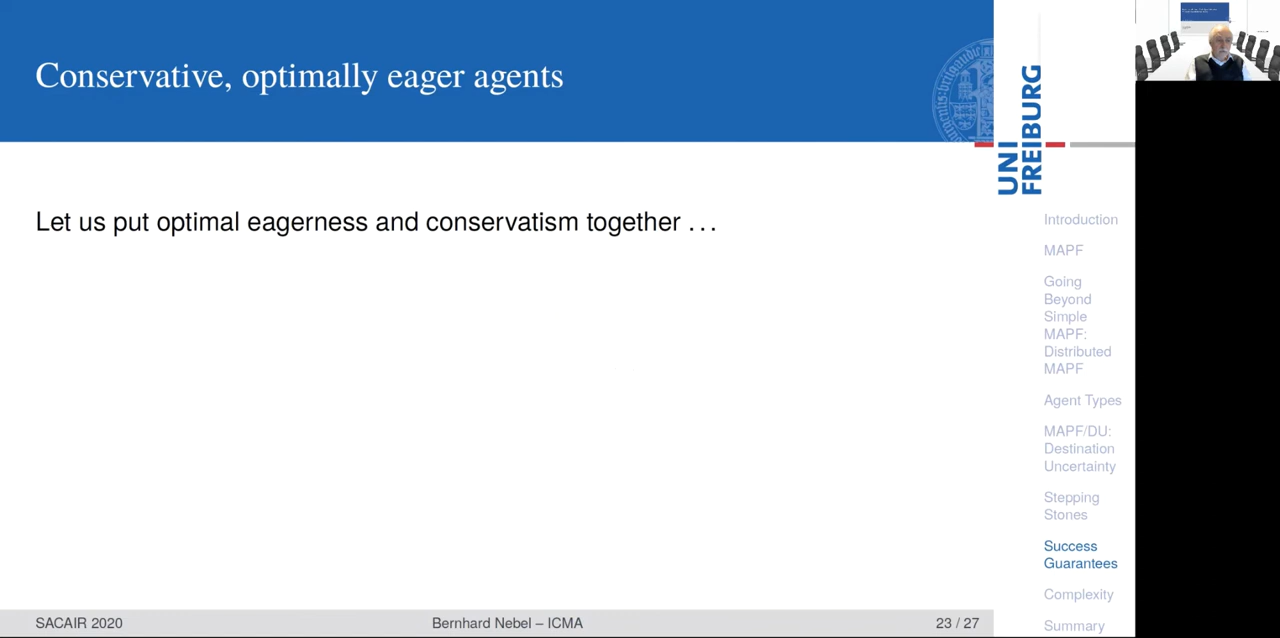 Conservative, optimally eager agents
UNI
FREIBURG
Let us put optimal eagerness and conservatism together . . .
Introduction
MAPF
Going
Beyond
Simple
MAPF:
Distributed
MAPF
Agent Types
MAPF/DU:
Destination
Uncertainty
Stepping
Stones
Success
Guarantees
Complexity
Summary
SACAIR 2020
Bernhard Nebel – ICMA
23 / 27